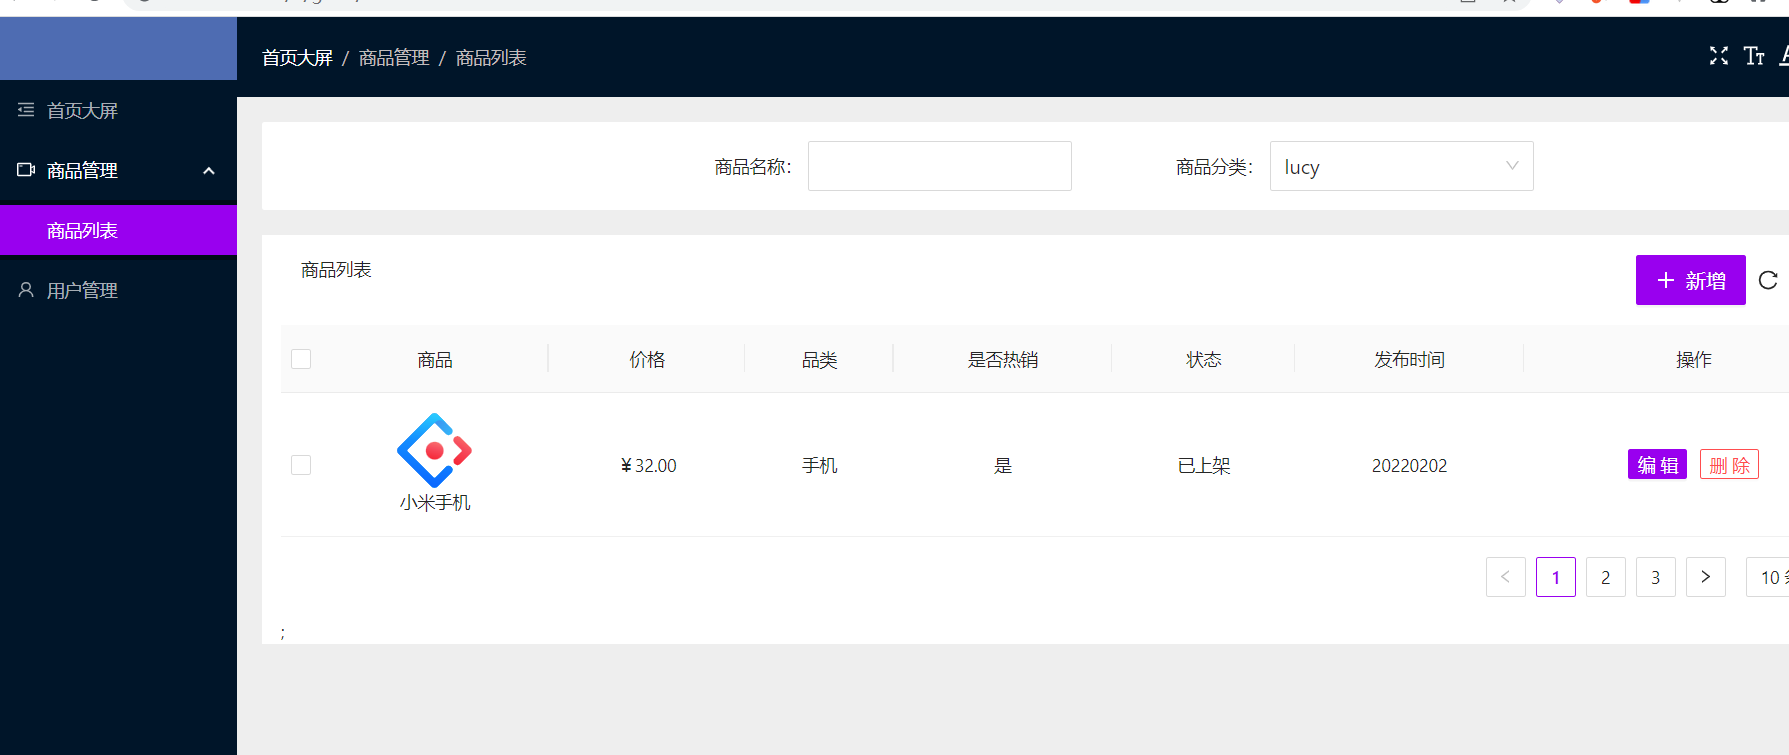 首页大屏 / 商品管理 / 商品列表
首页大屏
商品管理
商品列表
用户管理
商品名称:
商品分类: lucy
商品列表
+ 新增
商品 价格 品类 是否热销 状态 发布时间 操作
小米手机 ¥32.00 手机 是 已上架 20220202 编 辑 删 除
< 1 2 3 > 10
;